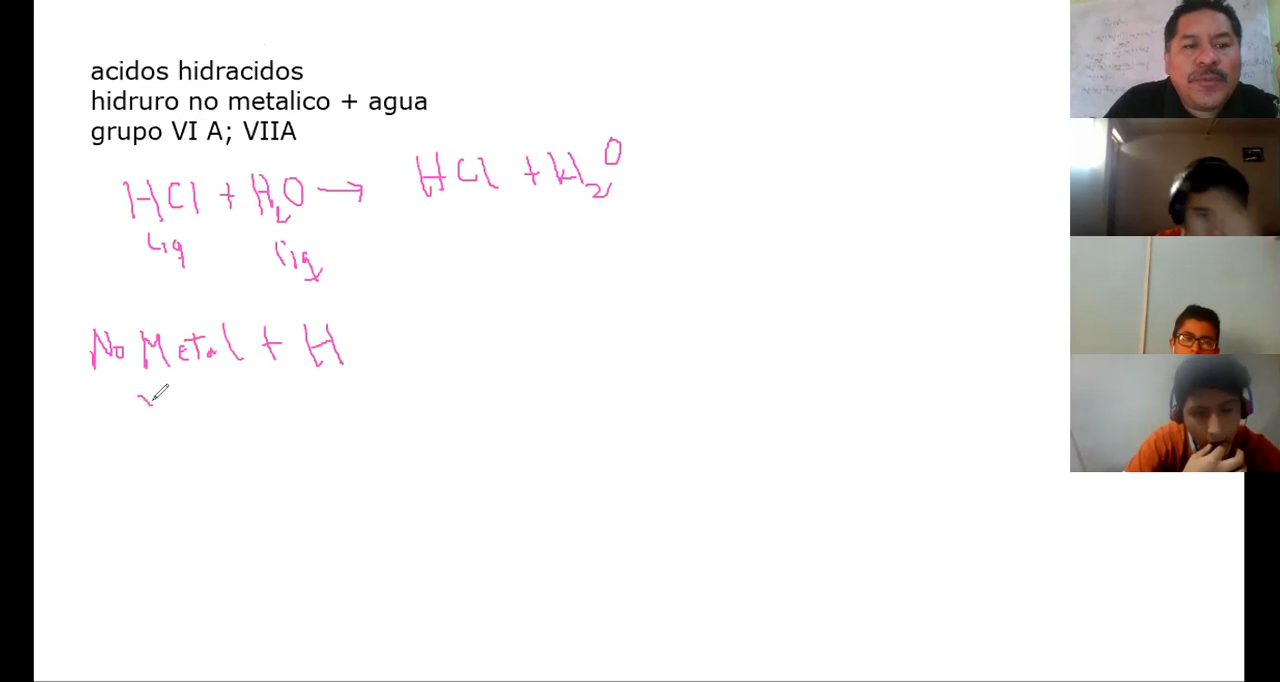 acidos hidracidos
hidruro no metalico + agua
grupo VI A; VIIA
HCl + H2O → HCl + H2O
Liq liq
No Metal + H